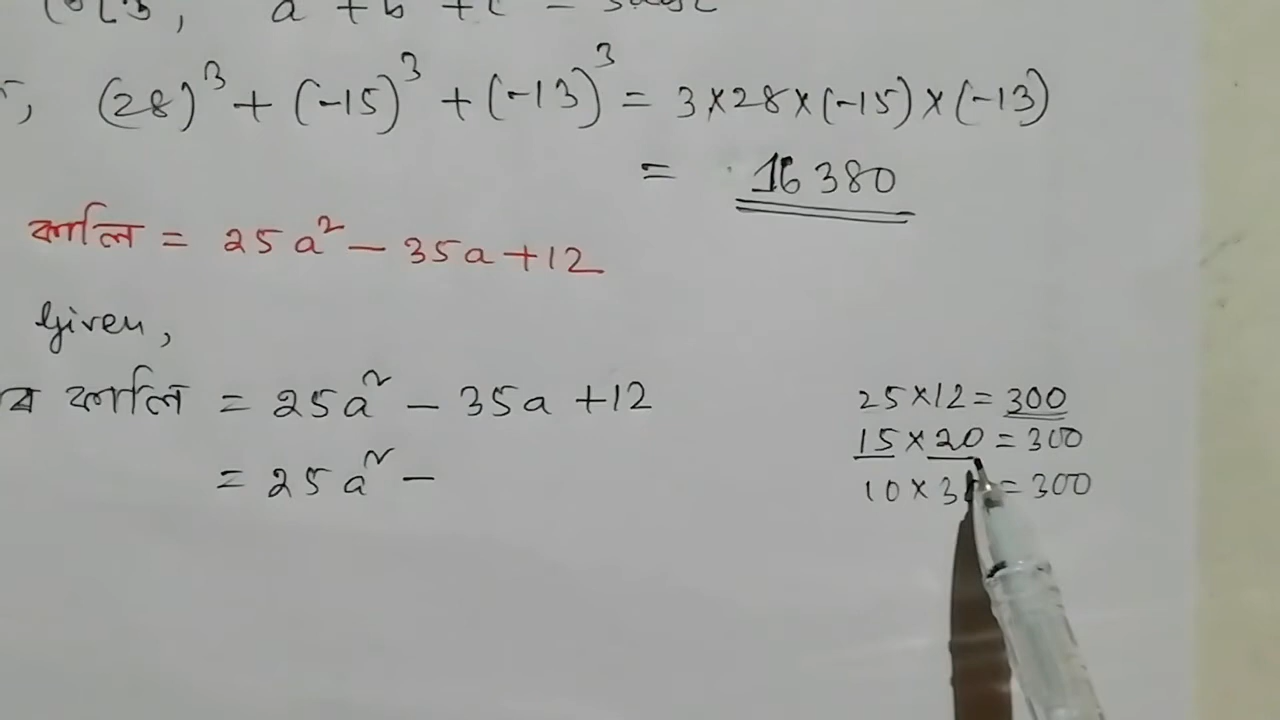 (28)³ + (-15)³ + (-13)³ = 3×28×(-15)×(-13)
= 16380
কালি = 25a² - 35a + 12
Given,
কালি = 25a² - 35a + 12
= 25a² -
25×12 = 300
15×20 = 300
10×3 = 300